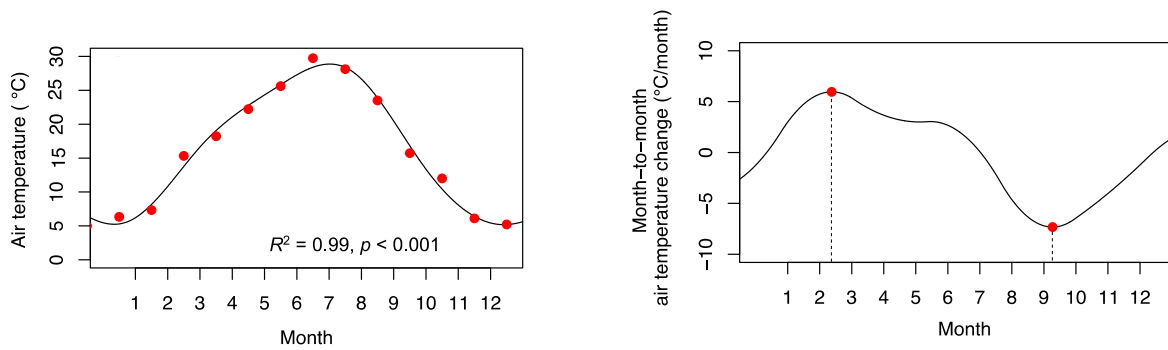 Air temperature ( °C)
30
25
20
15
10
5
0
R² = 0.99, p < 0.001
1 2 3 4 5 6 7 8 9 10 11 12
Month
Month−to−month
air temperature change (°C/month)
10
5
0
−5
−10
1 2 3 4 5 6 7 8 9 10 11 12
Month